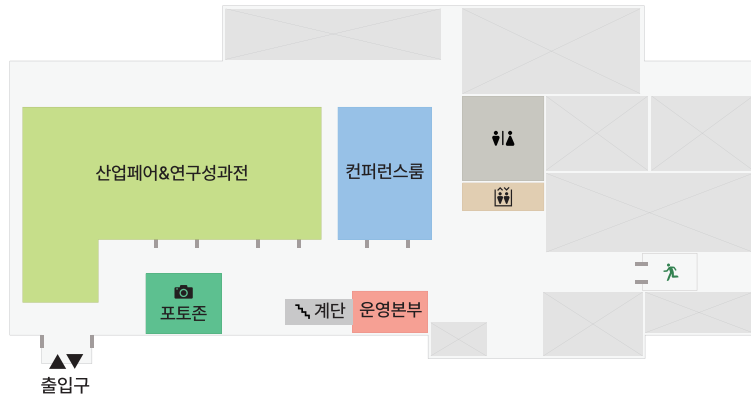 산업페어&연구성과전
컨퍼런스룸
포토존
계단
운영본부
출입구